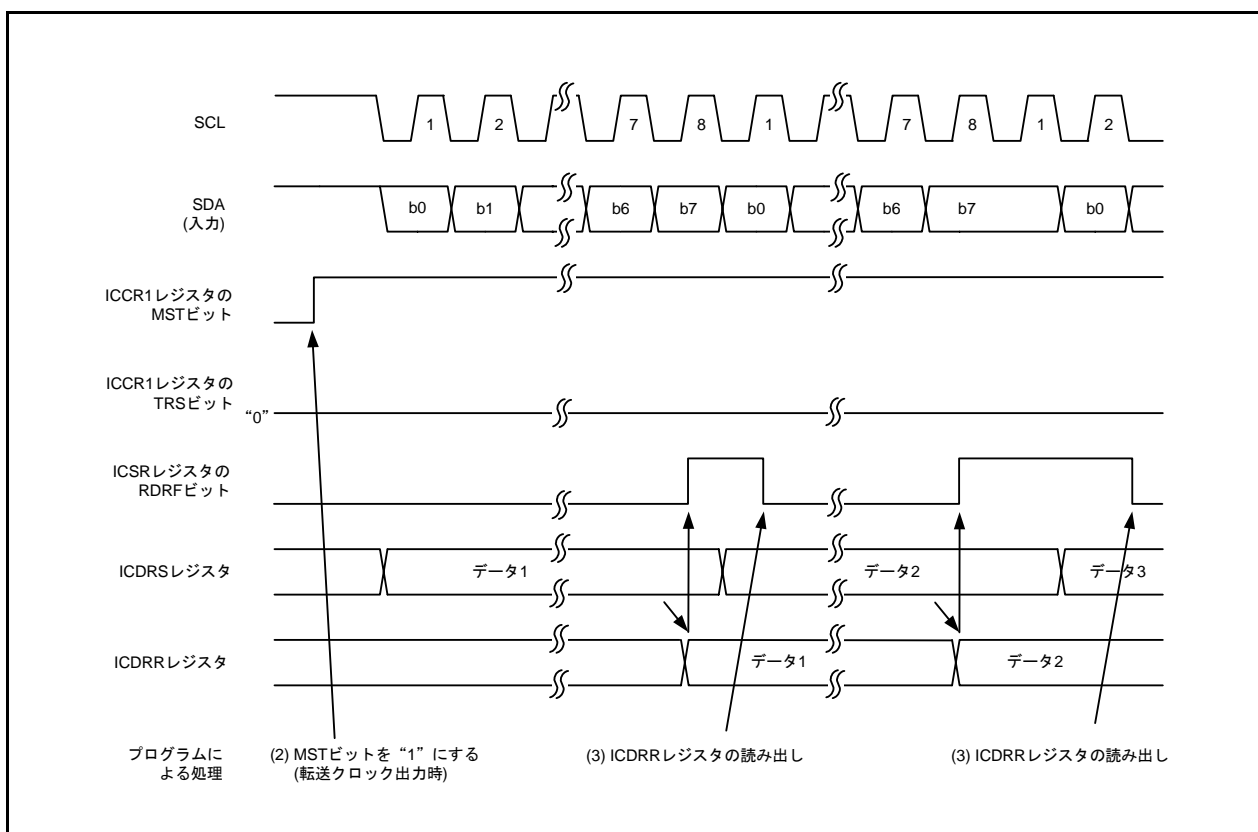 SCL
1 2 7 8 1 7 8 1 2
SDA
(入力)
b0 b1 b6 b7 b0 b6 b7 b0
ICCR1レジスタの
MSTビット
ICCR1レジスタの
TRSビット
“0”
ICSRレジスタの
RDRFビット
ICDRSレジスタ
データ1 データ2 データ3
ICDRRレジスタ
データ1 データ2
プログラムに
よる処理
(2) MSTビットを“1”にする
(転送クロック出力時)
(3) ICDRRレジスタの読み出し
(3) ICDRRレジスタの読み出し